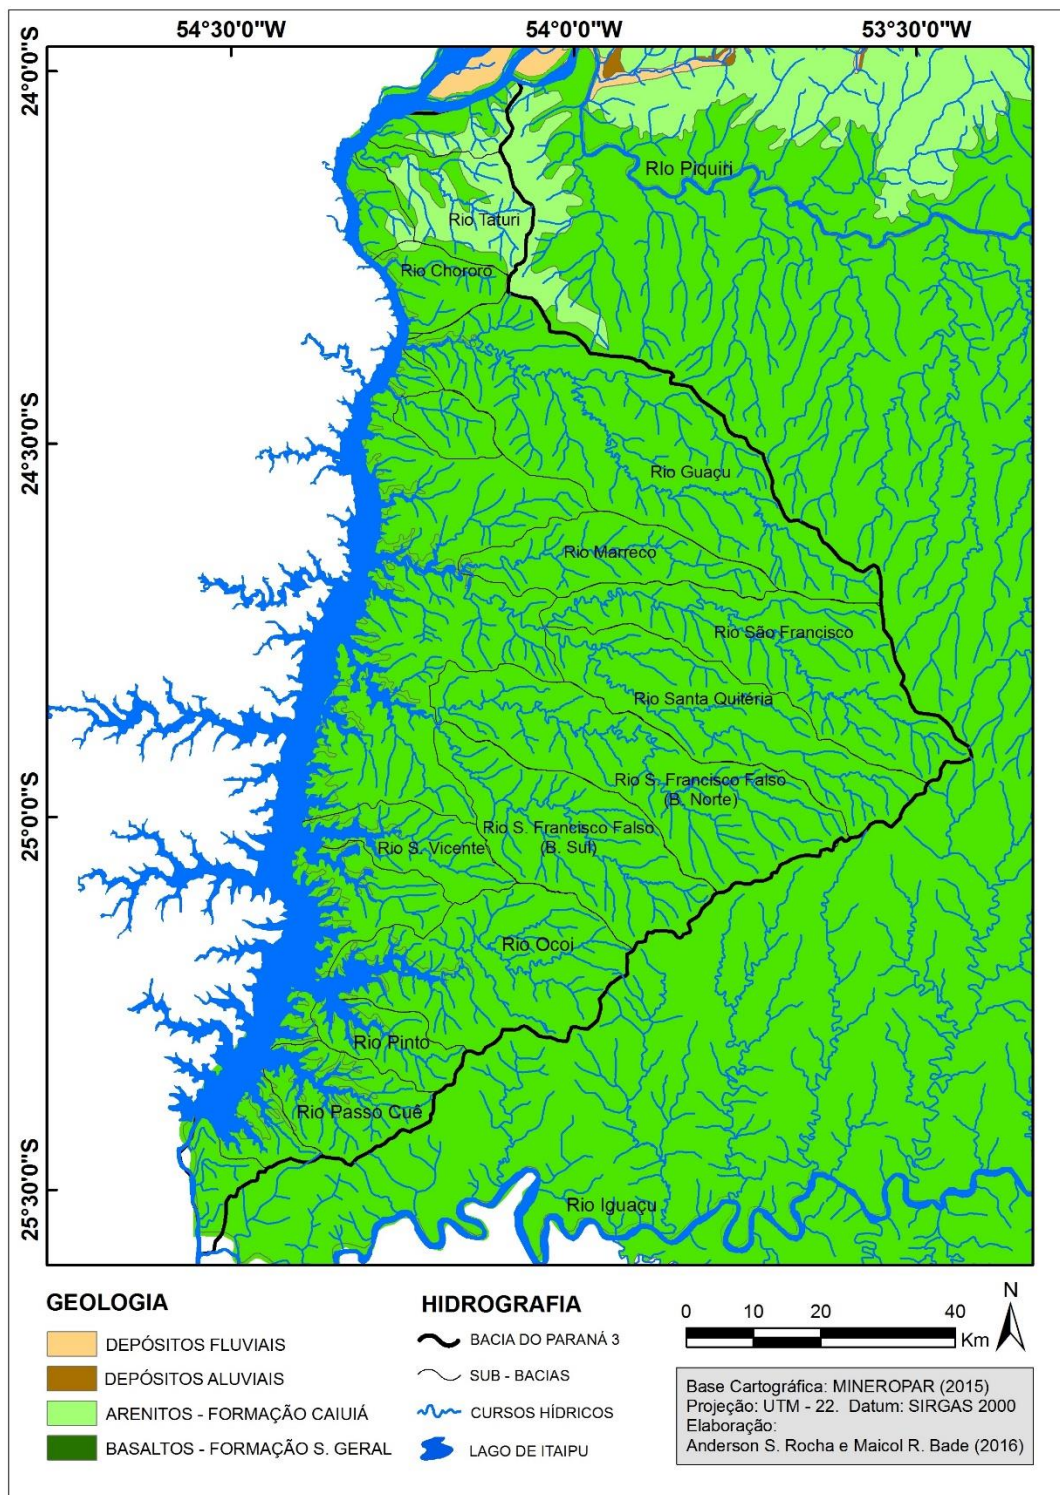 54°30'0"W
54°0'0"W
53°30'0"W
24°0'0"S
24°30'0"S
25°0'0"S
25°30'0"S
RIo Piquiri
Rio Taturi
Rio Chororo
Rio Guaçu
Rio Marreco
Rio São Francisco
Rio Santa Quitéria
Rio S. Francisco Falso
(B. Norte)
Rio S. Francisco Falso
(B. Sul)
Rio S. Vicente
Rio Ocoi
Rio Pinto
Rio Passo Cuê
Rio Iguaçu
GEOLOGIA
DEPÓSITOS FLUVIAIS
DEPÓSITOS ALUVIAIS
ARENITOS - FORMAÇÃO CAIUIÁ
BASALTOS - FORMAÇÃO S. GERAL
HIDROGRAFIA
BACIA DO PARANÁ 3
SUB - BACIAS
CURSOS HÍDRICOS
LAGO DE ITAIPU
0 10 20 40
Km
N
Base Cartográfica: MINEROPAR (2015)
Projeção: UTM - 22. Datum: SIRGAS 2000
Elaboração:
Anderson S. Rocha e Maicol R. Bade (2016)